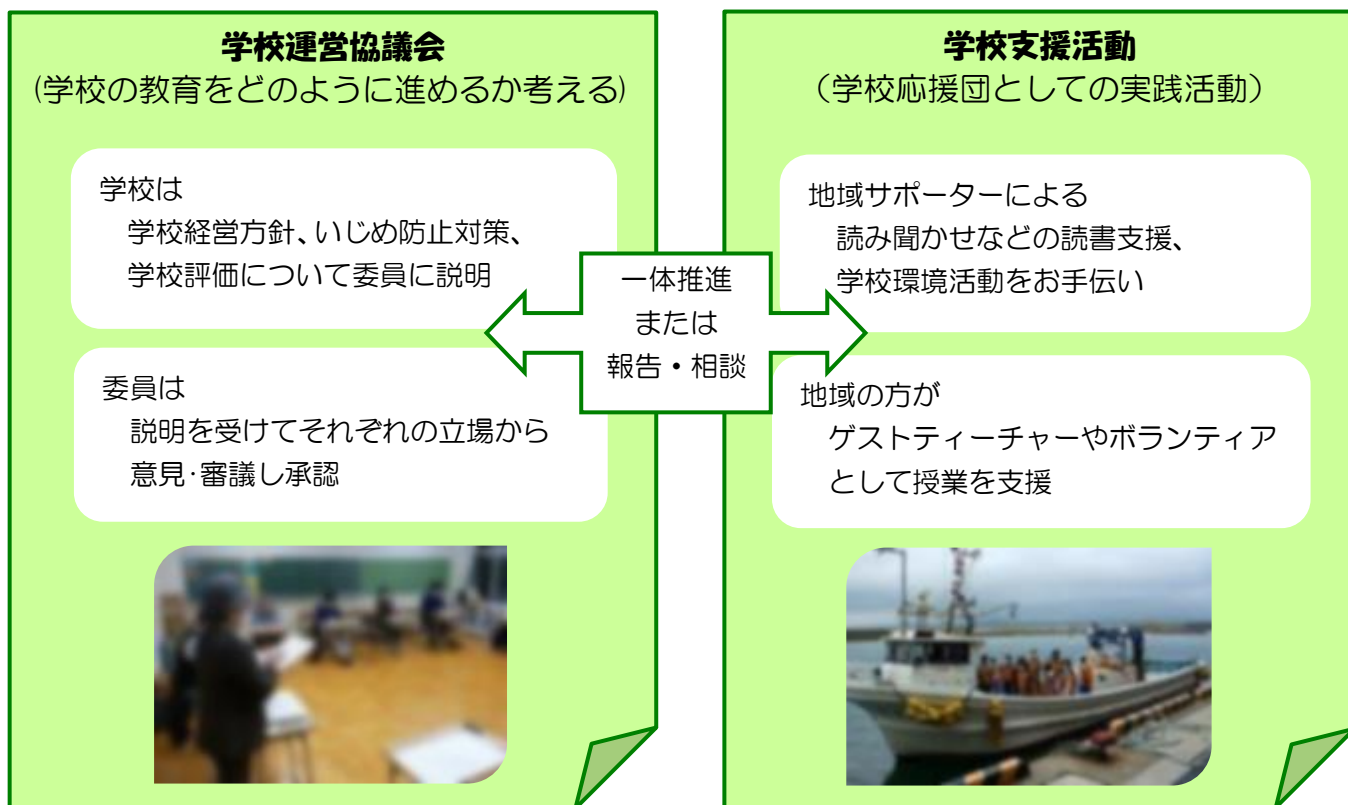 学校運営協議会
(学校の教育をどのように進めるか考える)
学校は
学校経営方針、いじめ防止対策、
学校評価について委員に説明
委員は
説明を受けてそれぞれの立場から
意見･審議し承認
一体推進
または
報告・相談
学校支援活動
（学校応援団としての実践活動）
地域サポーターによる
読み聞かせなどの読書支援、
学校環境活動をお手伝い
地域の方が
ゲストティーチャーやボランティア
として授業を支援